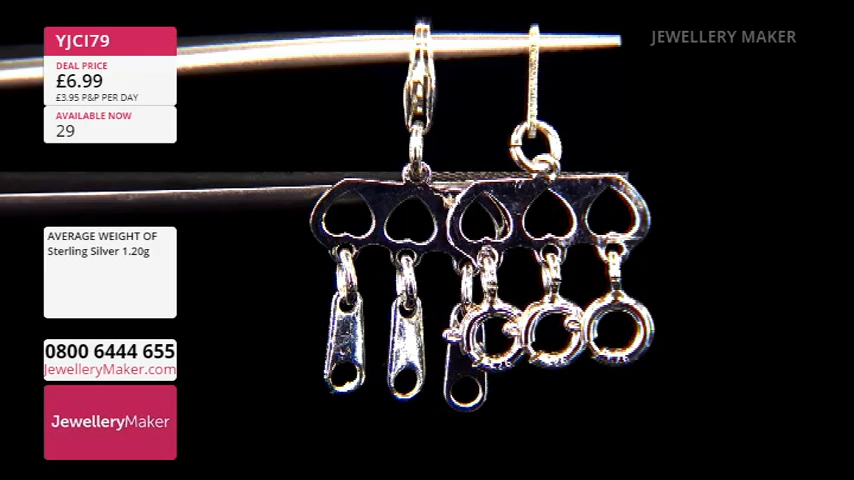 YJCI79
DEAL PRICE
£6.99
£3.95 P&P PER DAY
AVAILABLE NOW
29
AVERAGE WEIGHT OF
Sterling Silver 1.20g
0800 6444 655
JewelleryMaker.com
JewelleryMaker
JEWELLERY MAKER